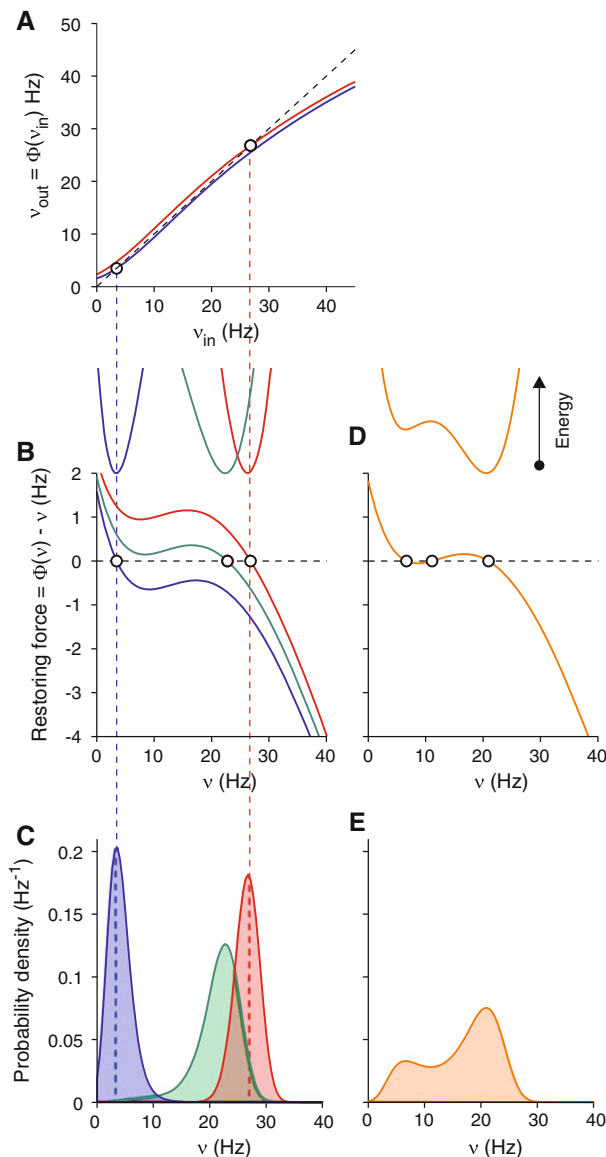 A
ν_out = Φ(ν_in) Hz)
50
40
30
20
10
0
0 10 20 30 40
ν_in (Hz)
B
Restoring force = Φ(ν) - ν (Hz)
2
1
0
-1
-2
-3
-4
0 10 20 30 40
ν (Hz)
D
Energy
0 10 20 30 40
ν (Hz)
C
Probability density (Hz⁻¹)
0.2
0.15
0.1
0.05
0
0 10 20 30 40
ν (Hz)
E
0 10 20 30 40
ν (Hz)